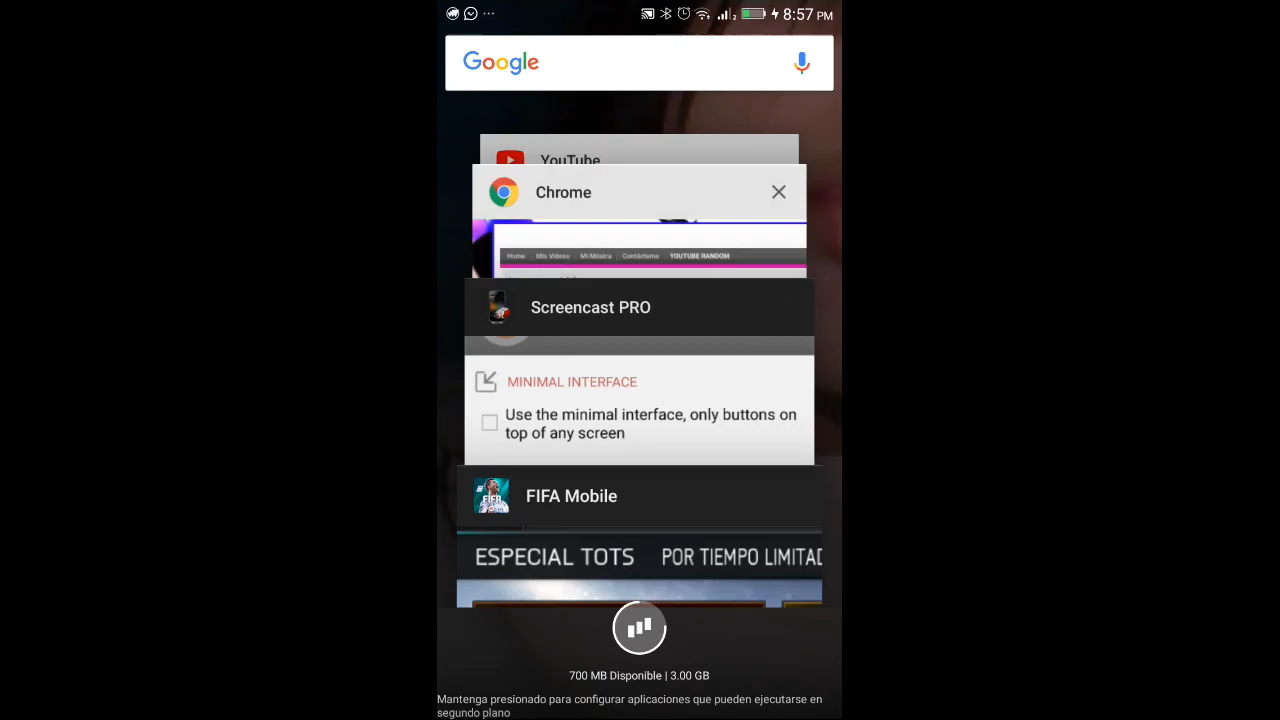 8:57 PM
Google
YouTube
Chrome
Home Mis Videos Mi Música Contáctame YOUTUBE RANDOM
Screencast PRO
MINIMAL INTERFACE
Use the minimal interface, only buttons on
top of any screen
FIFA
FIFA Mobile
ESPECIAL TOTS POR TIEMPO LIMITAD
700 MB Disponible | 3.00 GB
Mantenga presionado para configurar aplicaciones que pueden ejecutarse en
segundo plano